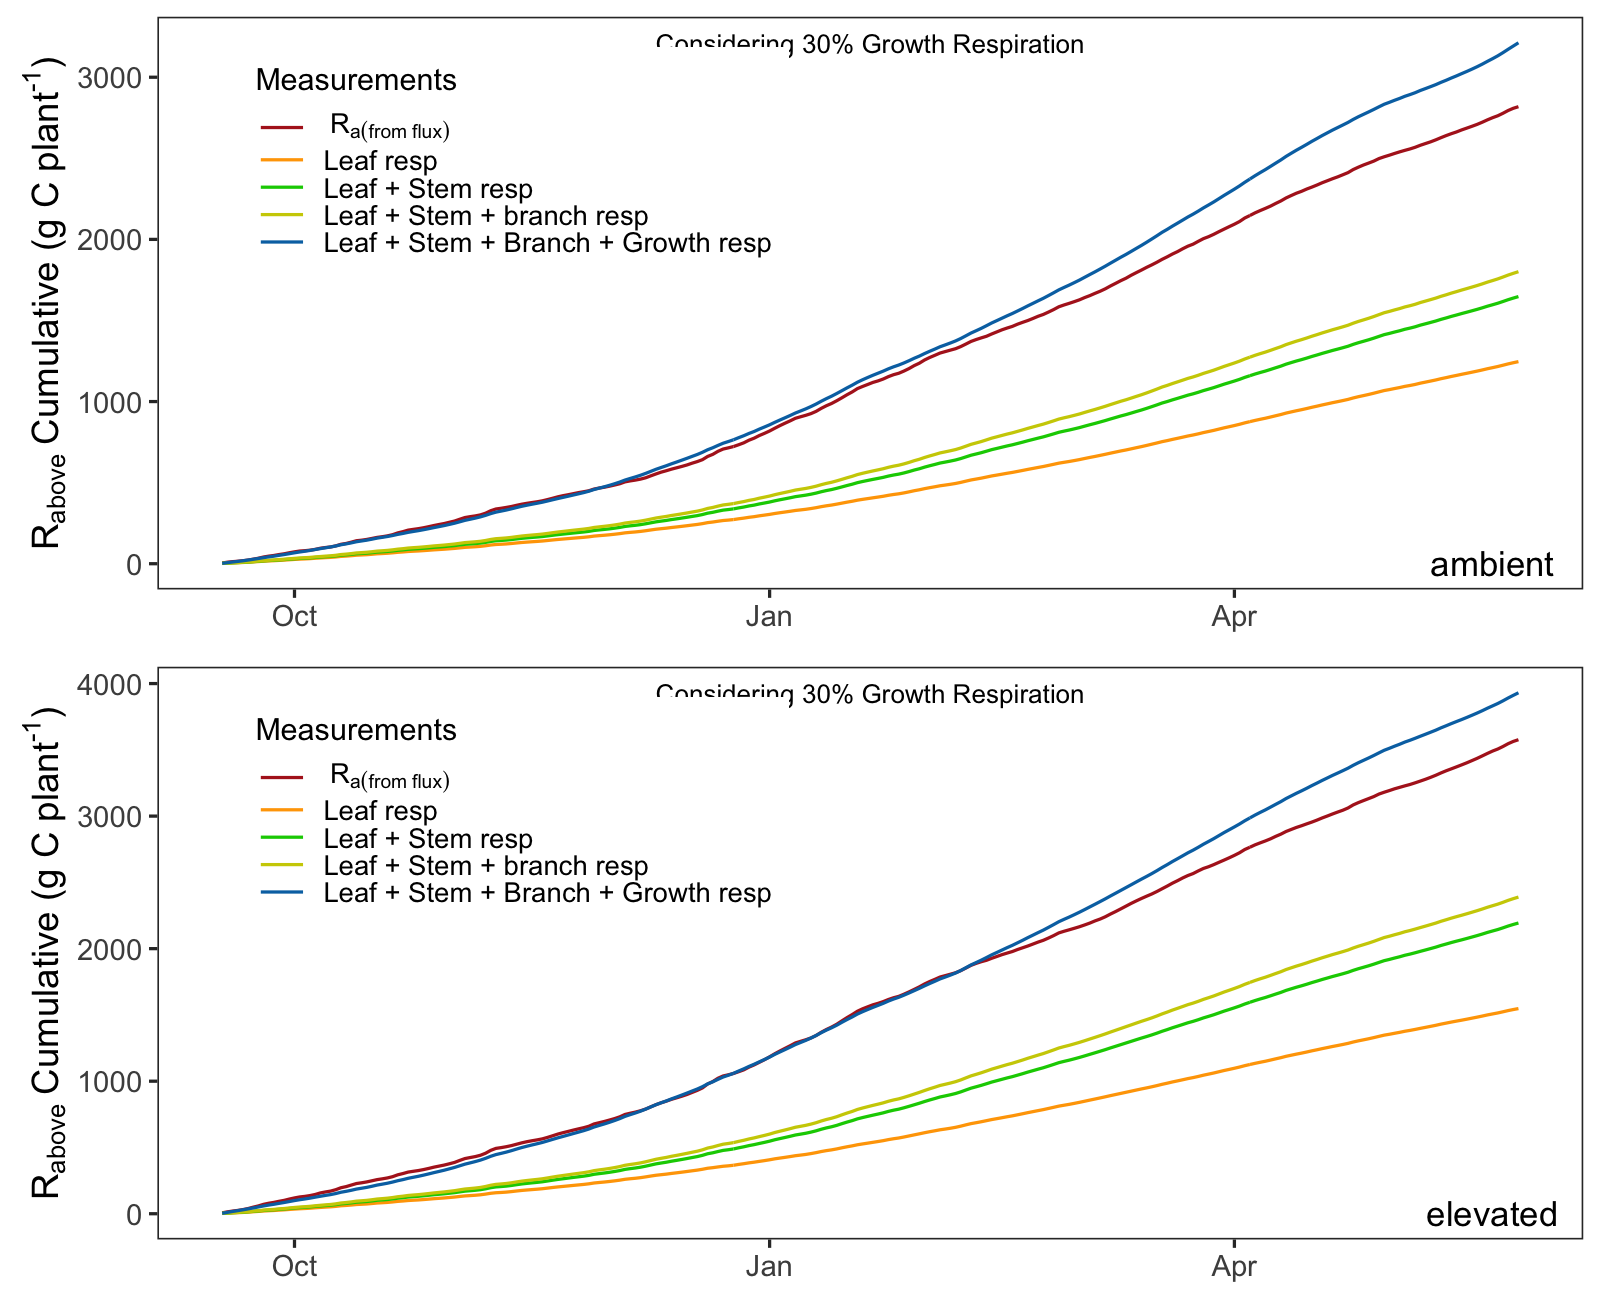 Considering 30% Growth Respiration
Measurements
Ra(from flux)
Leaf resp
Leaf + Stem resp
Leaf + Stem + branch resp
Leaf + Stem + Branch + Growth resp
Rabove Cumulative (g C plant-1)
3000
2000
1000
0
ambient
Oct Jan Apr
Considering 30% Growth Respiration
Measurements
Ra(from flux)
Leaf resp
Leaf + Stem resp
Leaf + Stem + branch resp
Leaf + Stem + Branch + Growth resp
Rabove Cumulative (g C plant-1)
4000
3000
2000
1000
0
elevated
Oct Jan Apr